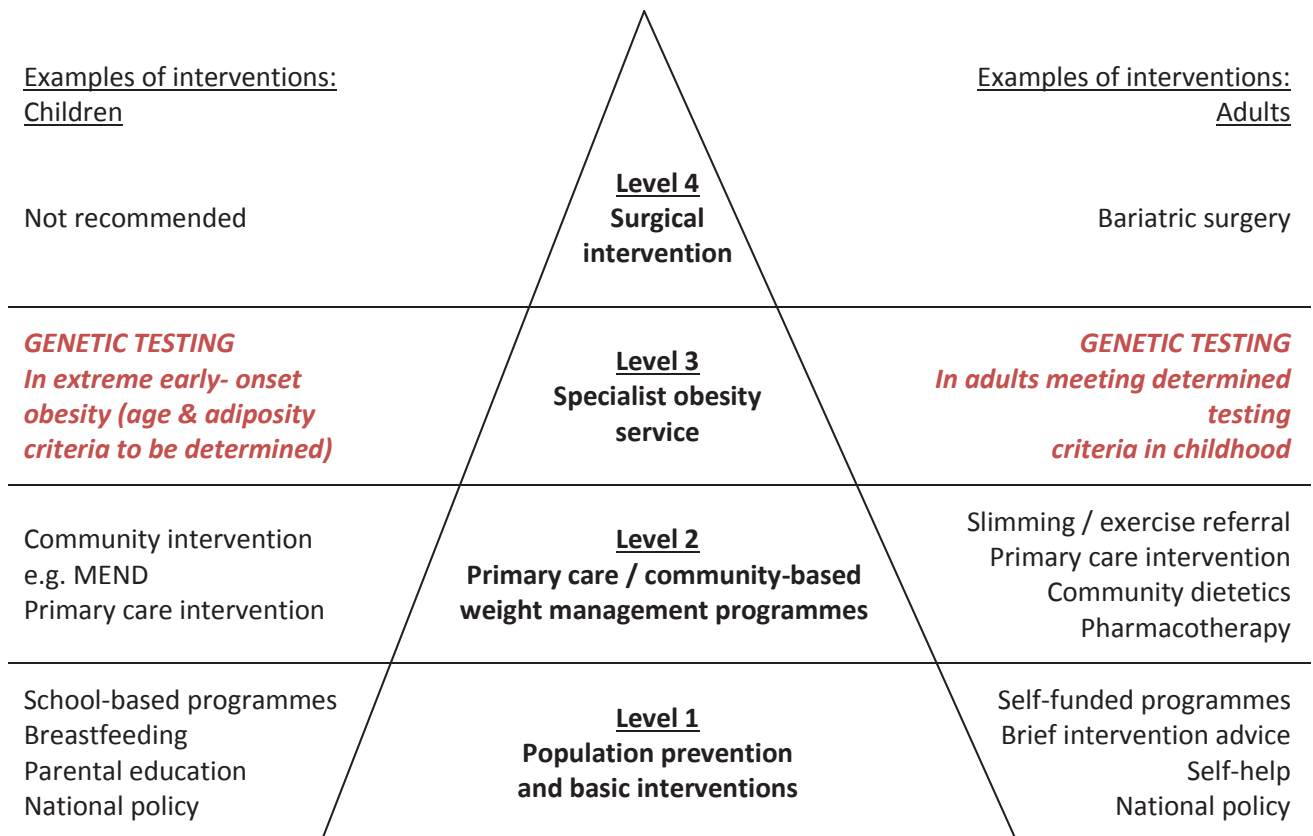 Examples of interventions:
Children
Examples of interventions:
Adults
Level 4
Surgical
intervention
Not recommended
Bariatric surgery
GENETIC TESTING
In extreme early- onset
obesity (age & adiposity
criteria to be determined)
Level 3
Specialist obesity
service
GENETIC TESTING
In adults meeting determined
testing
criteria in childhood
Community intervention
e.g. MEND
Primary care intervention
Level 2
Primary care / community-based
weight management programmes
Slimming / exercise referral
Primary care intervention
Community dietetics
Pharmacotherapy
School-based programmes
Breastfeeding
Parental education
National policy
Level 1
Population prevention
and basic interventions
Self-funded programmes
Brief intervention advice
Self-help
National policy